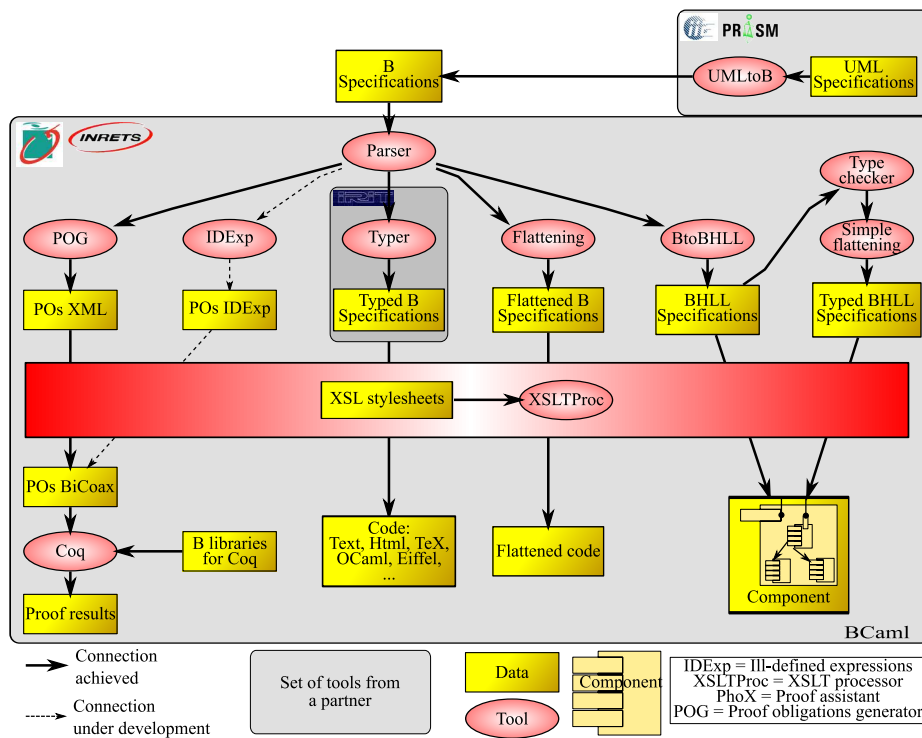 PRiSM
B
Specifications
UMLtoB
UML
Specifications
INRETS
Parser
Type
checker
IRIT
POG
IDExp
Typer
Flattening
BtoBHLL
Simple
flattening
POs XML
POs IDExp
Typed B
Specifications
Flattened B
Specifications
BHLL
Specifications
Typed BHLL
Specifications
XSL stylesheets
XSLTProc
POs BiCoax
Code:
Text, Html, TeX,
OCaml, Eiffel,
...
Coq
B libraries
for Coq
Flattened code
Component
Proof results
BCaml
Connection
achieved
Connection
under development
Set of tools from
a partner
Data
Tool
Component
IDExp = Ill-defined expressions
XSLTProc = XSLT processor
PhoX = Proof assistant
POG = Proof obligations generator